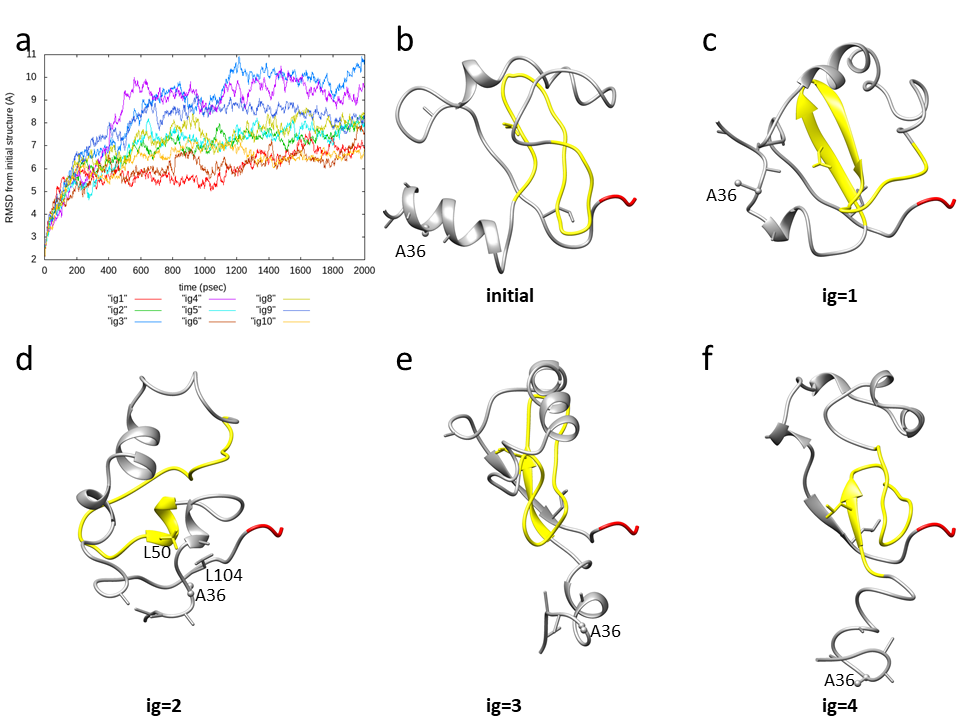 a
b
c
11
10
9
8
7
6
5
4
3
2
RMSD from initial structure (A)
0 200 400 600 800 1000 1200 1400 1600 1800 2000
time (psec)
"ig1" "ig4" "ig8"
"ig2" "ig5" "ig9"
"ig3" "ig6" "ig10"
A36
initial
A36
ig=1
d
e
f
L50
L104
A36
ig=2
A36
ig=3
A36
ig=4